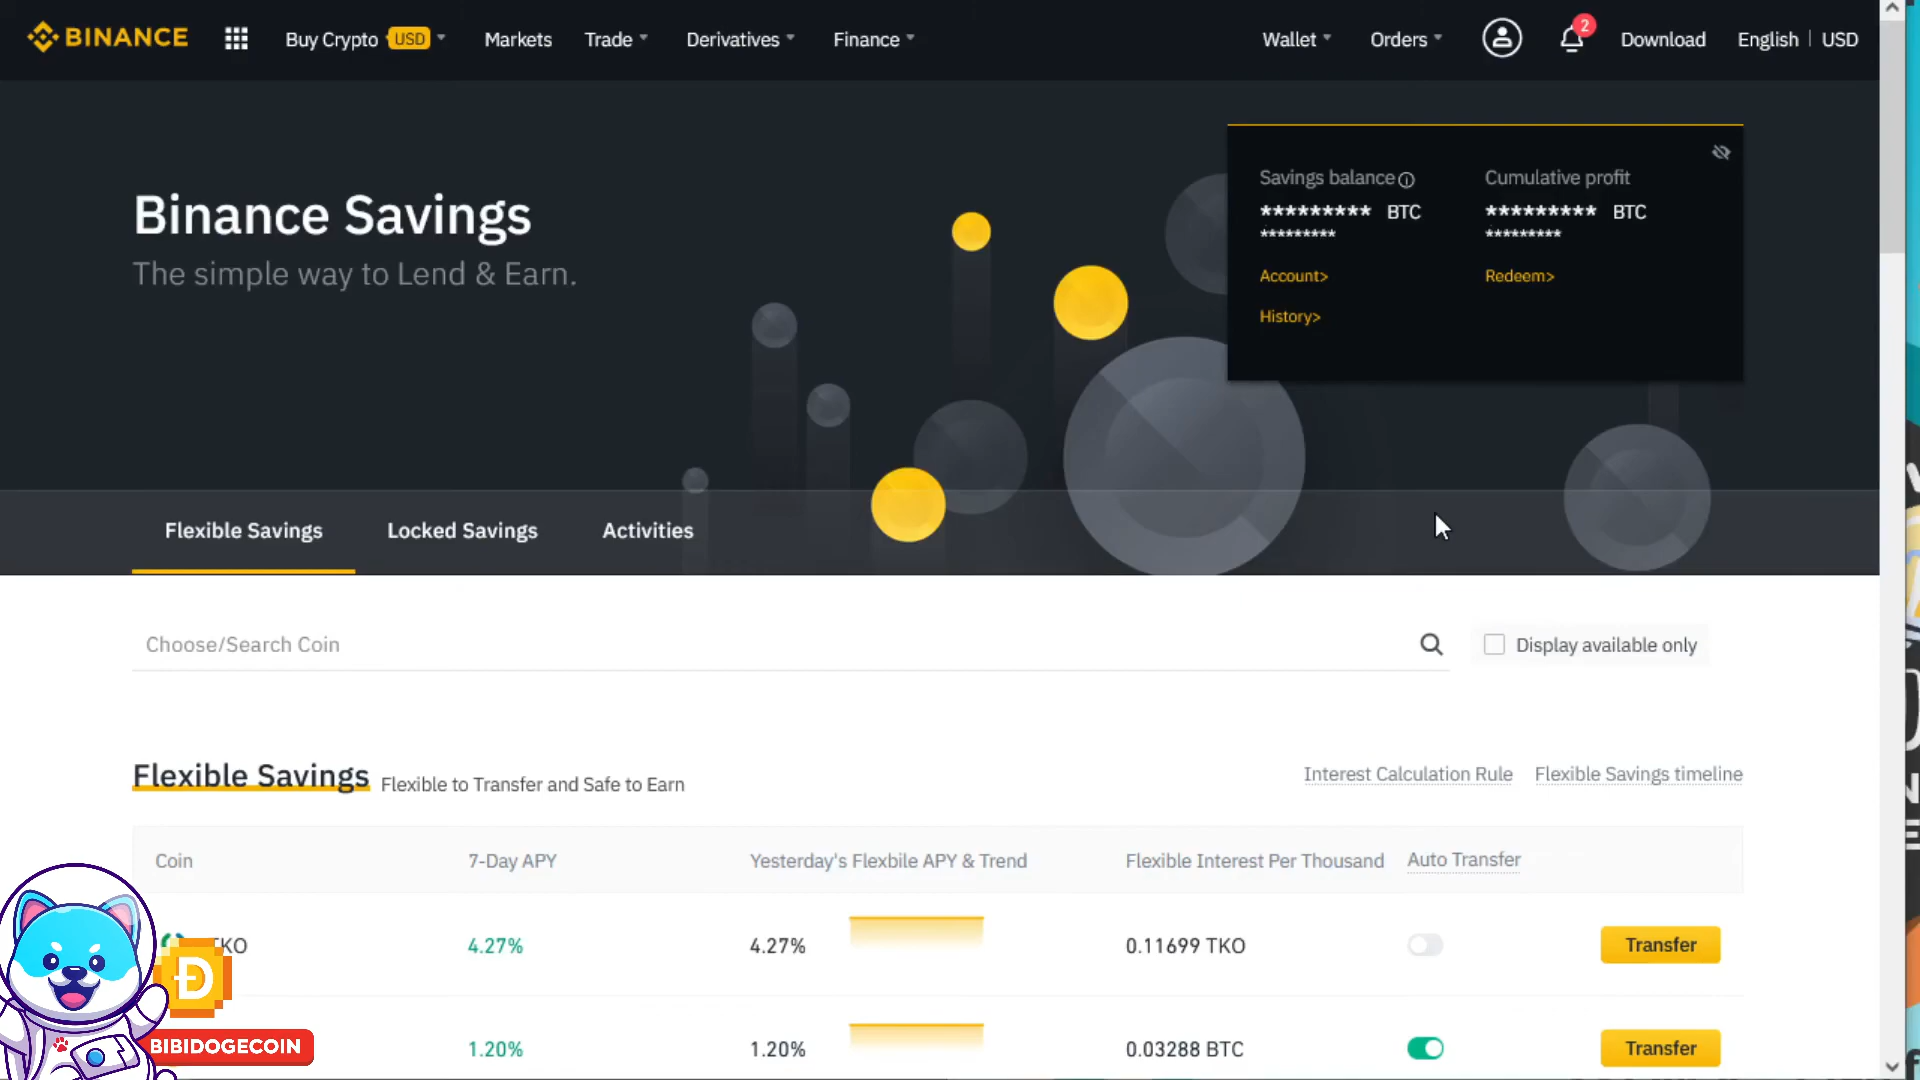 BINANCE
Buy Crypto USD
Markets
Trade
Derivatives
Finance
Wallet
Orders
2
Download
English | USD
Binance Savings
The simple way to Lend & Earn.
Savings balance
Cumulative profit
********* BTC
********* BTC
*********
*********
Account>
Redeem>
History>
Flexible Savings
Locked Savings
Activities
Choose/Search Coin
Display available only
Flexible Savings Flexible to Transfer and Safe to Earn
Interest Calculation Rule
Flexible Savings timeline
Coin
7-Day APY
Yesterday's Flexbile APY & Trend
Flexible Interest Per Thousand
Auto Transfer
TKO
4.27%
4.27%
0.11699 TKO
Transfer
1.20%
1.20%
0.03288 BTC
Transfer
BIBIDOGECOIN